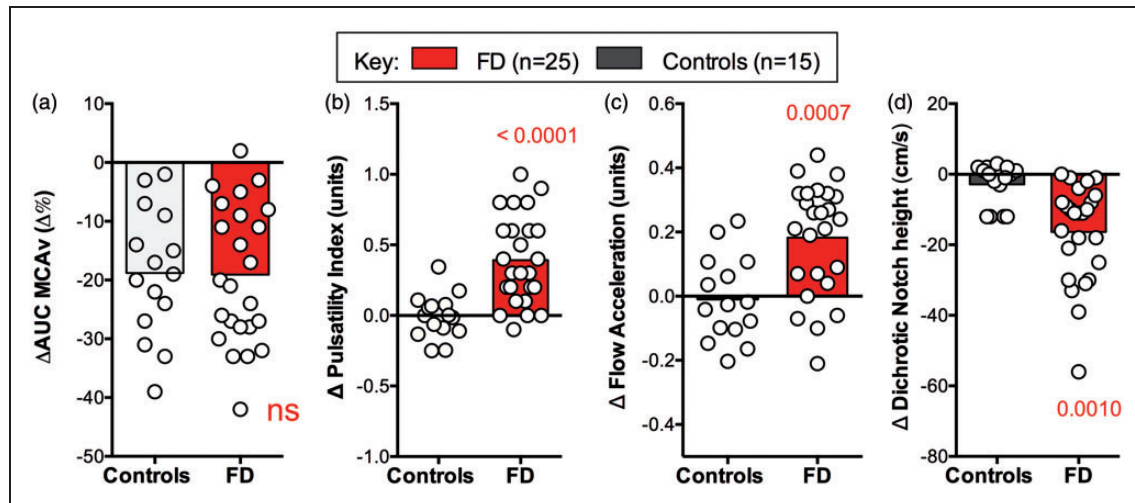 Key: FD (n=25) Controls (n=15)
(a)
ΔAUC MCAv (Δ%)
10
0
-10
-20
-30
-40
-50
ns
Controls FD
(b)
Δ Pulsatility Index (units)
1.5
1.0
0.5
0.0
-0.5
-1.0
< 0.0001
Controls FD
(c)
Δ Flow Acceleration (units)
0.6
0.4
0.2
0.0
-0.2
-0.4
0.0007
Controls FD
(d)
Δ Dichrotic Notch height (cm/s)
20
0
-20
-40
-60
-80
0.0010
Controls FD